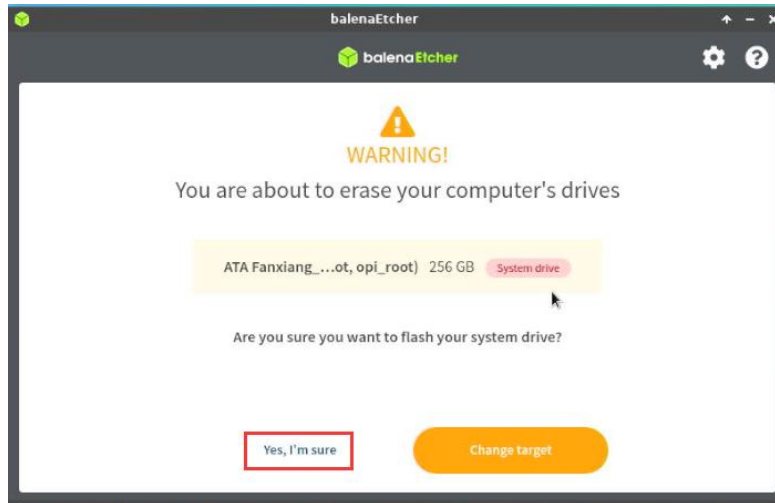 balenaEtcher
balenaEtcher
WARNING!
You are about to erase your computer's drives
ATA Fanxiang_...ot, opi_root) 256 GB System drive
Are you sure you want to flash your system drive?
Yes, I'm sure Change target